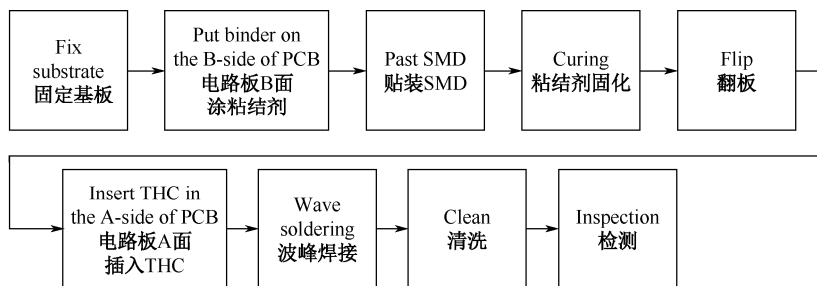 Fix
substrate
固定基板
Put binder on
the B-side of PCB
电路板B面
涂粘结剂
Past SMD
贴装SMD
Curing
粘结剂固化
Flip
翻板
Insert THC in
the A-side of PCB
电路板A面
插入THC
Wave
soldering
波峰焊接
Clean
清洗
Inspection
检测